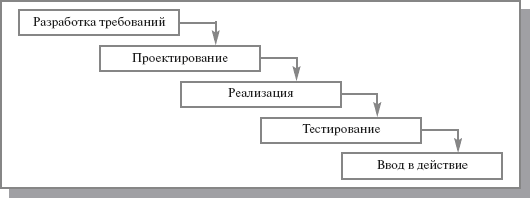 Разработка требований
Проектирование
Реализация
Тестирование
Ввод в действие